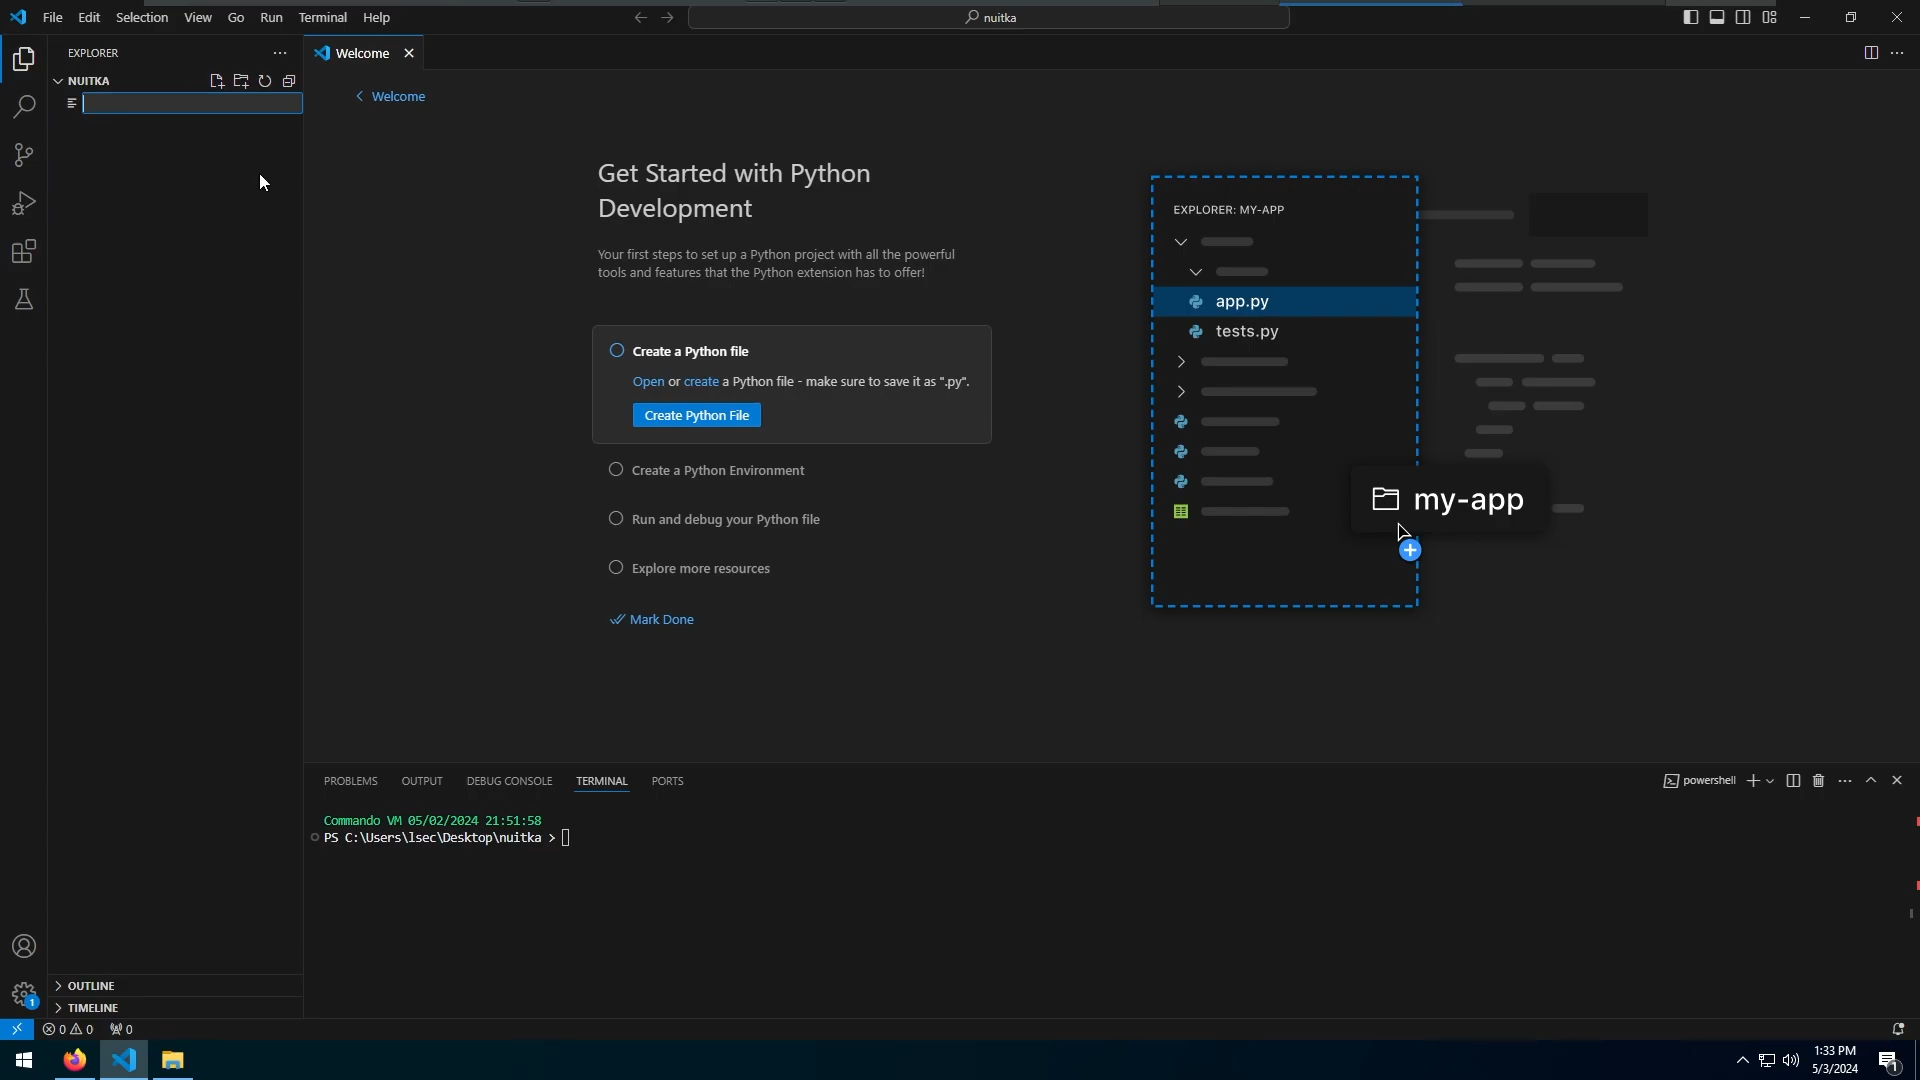 File Edit Selection View Go Run Terminal Help
nuitka
EXPLORER
Welcome
NUITKA
Welcome
Get Started with Python
Development
Your first steps to set up a Python project with all the powerful
tools and features that the Python extension has to offer!
Create a Python file
Open or create a Python file - make sure to save it as ".py".
Create Python File
Create a Python Environment
Run and debug your Python file
Explore more resources
Mark Done
EXPLORER: MY-APP
app.py
tests.py
my-app
PROBLEMS OUTPUT DEBUG CONSOLE TERMINAL PORTS
powershell
Commando VM 05/02/2024 21:51:58
PS C:\Users\lsec\Desktop\nuitka >
OUTLINE
TIMELINE
1
0 0 0
1:33 PM
5/3/2024
1